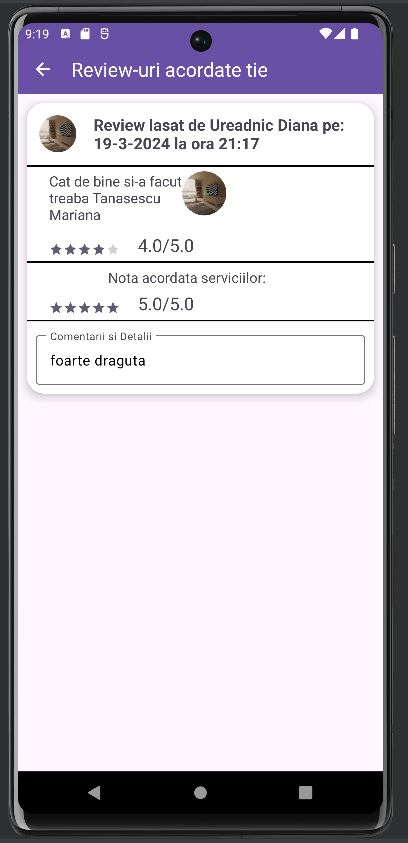 9:19
Review-uri acordate tie
Review lasat de Ureadnic Diana pe:
19-3-2024 la ora 21:17
Cat de bine si-a facut
treaba Tanasescu
Mariana
4.0/5.0
Nota acordata serviciilor:
5.0/5.0
Comentarii si Detalii
foarte draguta